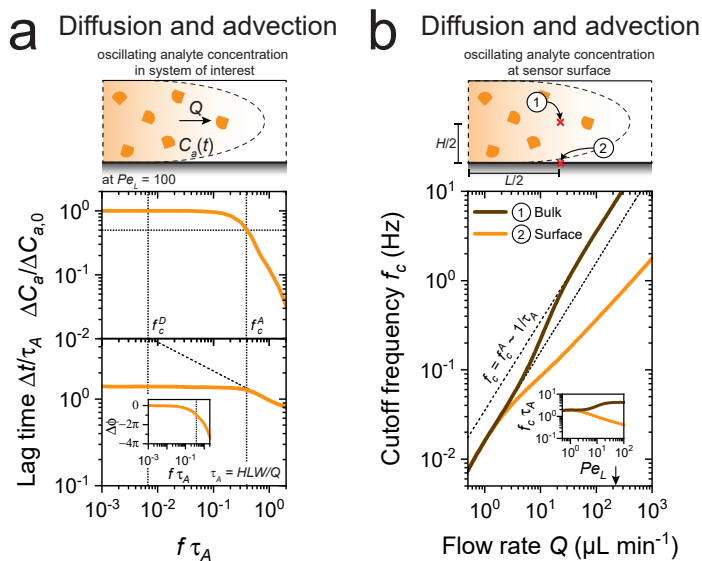 a
Diffusion and advection
oscillating analyte concentration
in system of interest
Q
C_a(t)
at Pe_L = 100
10^0
10^-1
10^-2
ΔC_a/ΔC_a,0
f_c^D
f_c^A
10^1
10^0
10^-1
Lag time Δt/τ_A
0
−2π
−4π
Δφ
10^-3
10^-1
f τ_A
τ_A = HLW/Q
10^-3
10^-2
10^-1
10^0
f τ_A
b
Diffusion and advection
oscillating analyte concentration
at sensor surface
1
2
H/2
L/2
10^1
10^0
10^-1
10^-2
Cutoff frequency f_c (Hz)
1 Bulk
2 Surface
f_c = f_c^A ~ 1/τ_A
f_c τ_A
10^1
10^0
10^-1
10^0
10^1
10^2
Pe_L
10^0
10^1
10^2
10^3
Flow rate Q (µL min^-1)